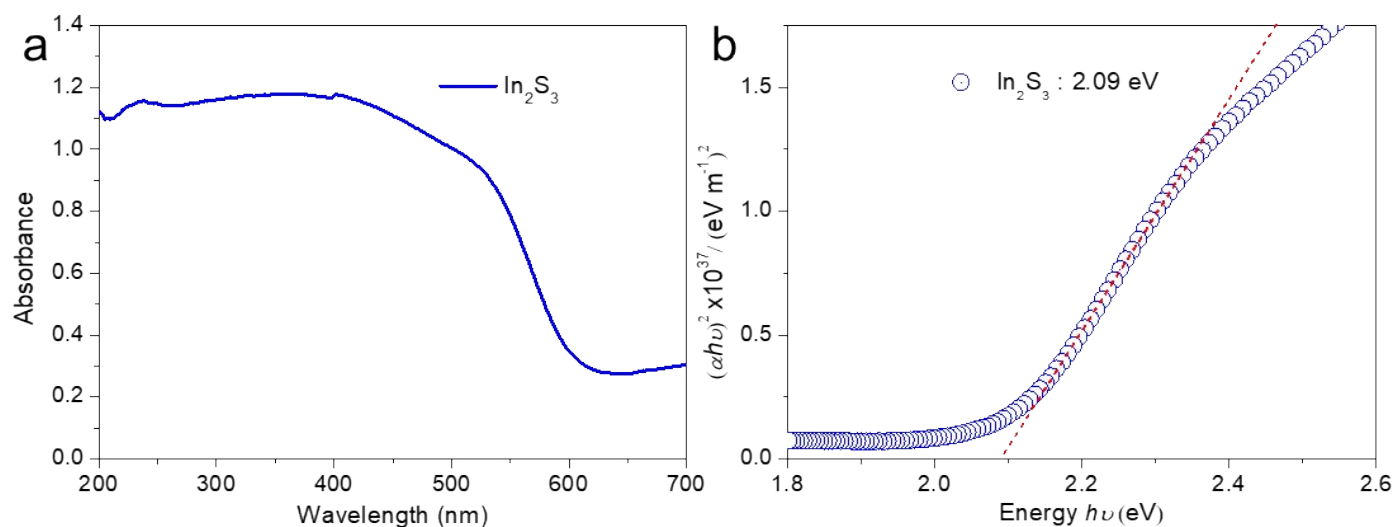 a
1.4
1.2
1.0
0.8
0.6
0.4
0.2
0.0
Absorbance
In₂S₃
200 300 400 500 600 700
Wavelength (nm)
b
1.5
1.0
0.5
0.0
(αhυ)² x10³⁷/ (eV m⁻¹)²
In₂S₃ : 2.09 eV
1.8 2.0 2.2 2.4 2.6
Energy hυ (eV)